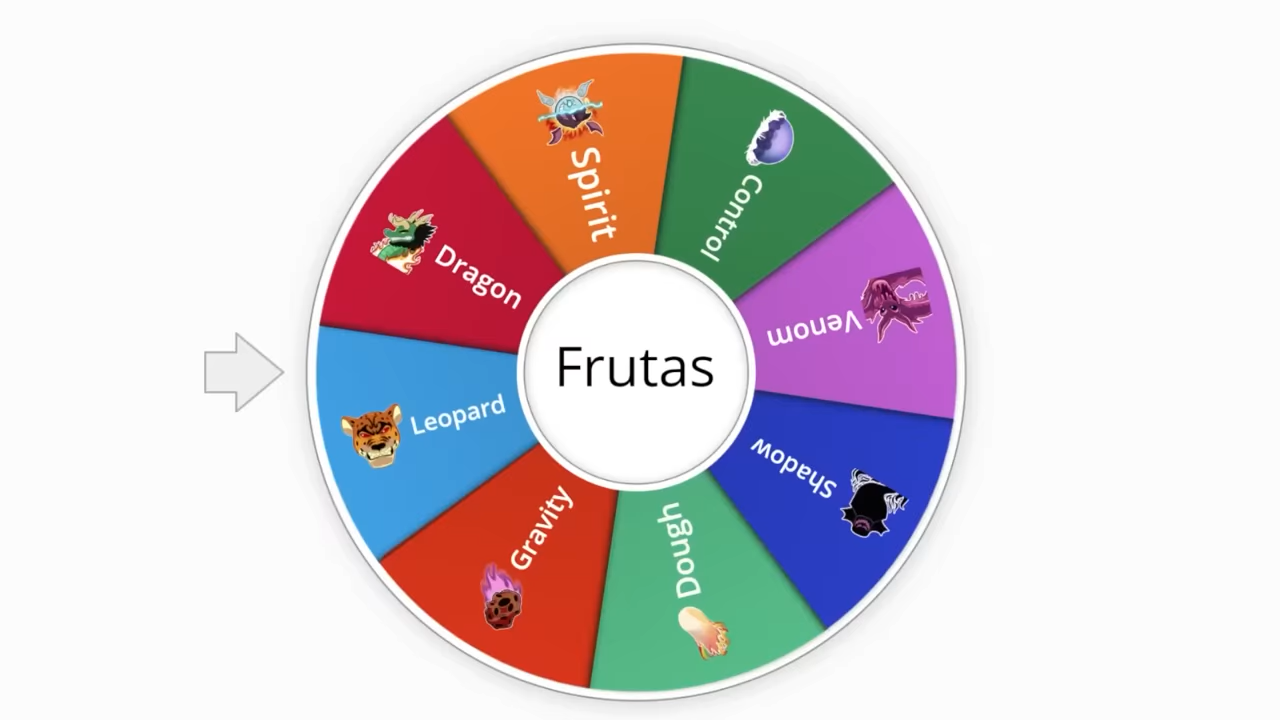 Spirit
Control
Dragon
Venom
Frutas
Leopard
Shadow
Gravity
Dough